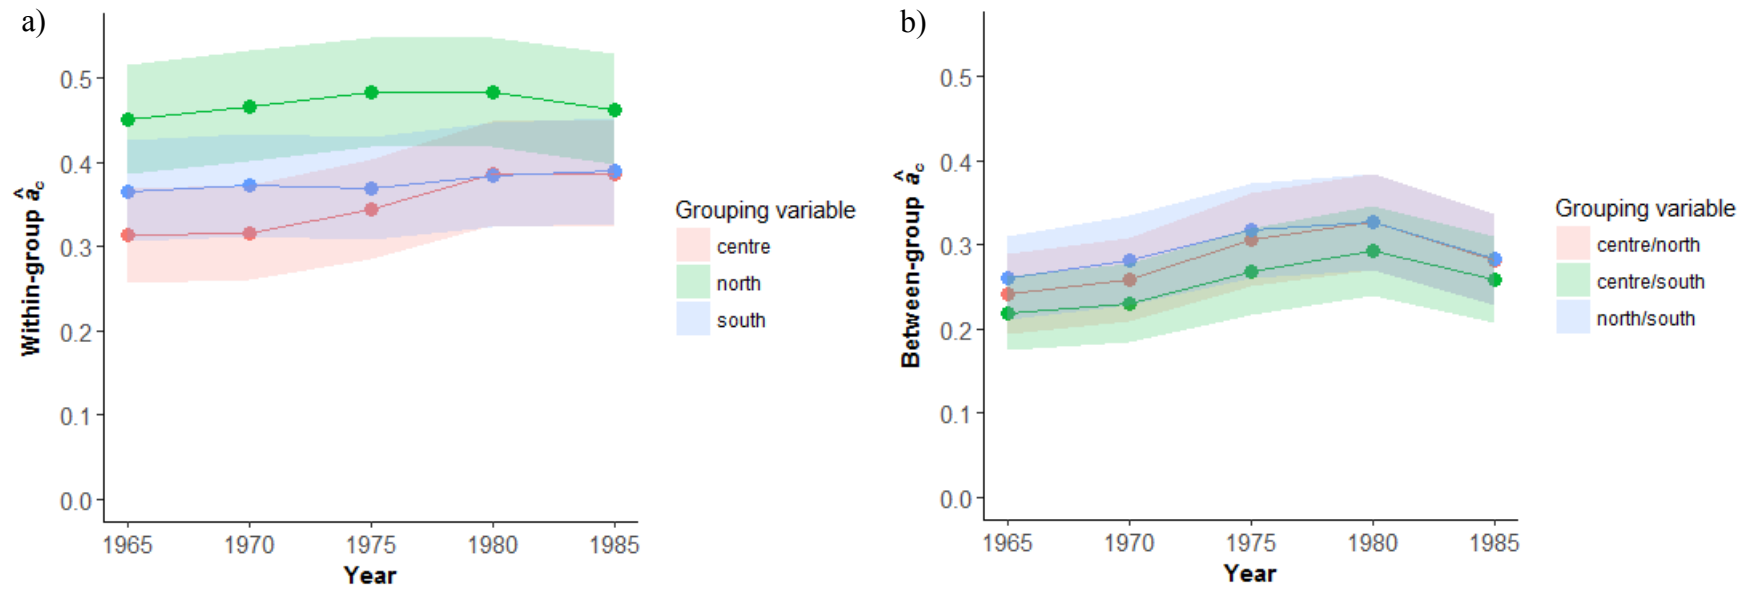 a)
Within-group âc
0.5
0.4
0.3
0.2
0.1
0.0
1965 1970 1975 1980 1985
Year
Grouping variable
centre
north
south
b)
Between-group âc
0.5
0.4
0.3
0.2
0.1
0.0
1965 1970 1975 1980 1985
Year
Grouping variable
centre/north
centre/south
north/south